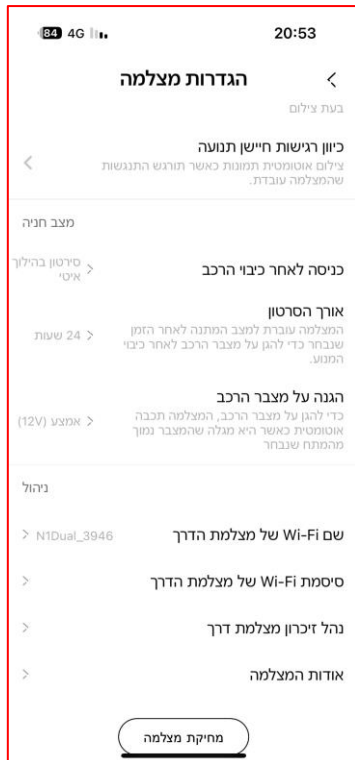 84 4G 20:53
הגדרות מצלמה
בעת צילום
כיוון רגישות חיישן תנועה
צילום אוטומטית תמונות כאשר תורגש התנגשות
שהמצלמה עובדת.
מצב חניה
כניסה לאחר כיבוי הרכב
סירטון בהילוך
איטי
אורך הסרטון
המצלמה עוברת למצב המתנה לאחר הזמן
שנבחר כדי להגן על מצבר הרכב לאחר כיבוי
המנוע.
24 שעות
הגנה על מצבר הרכב
כדי להגן על מצבר הרכב, המצלמה תכבה
אוטומטית כאשר היא מגלה שהמצבר נמוך
מהמתח שנבחר
אמצע (12V)
ניהול
שם Wi-Fi של מצלמת הדרך
N1Dual_3946
סיסמת Wi-Fi של מצלמת הדרך
נהל זיכרון מצלמת דרך
אודות המצלמה
מחיקת מצלמה